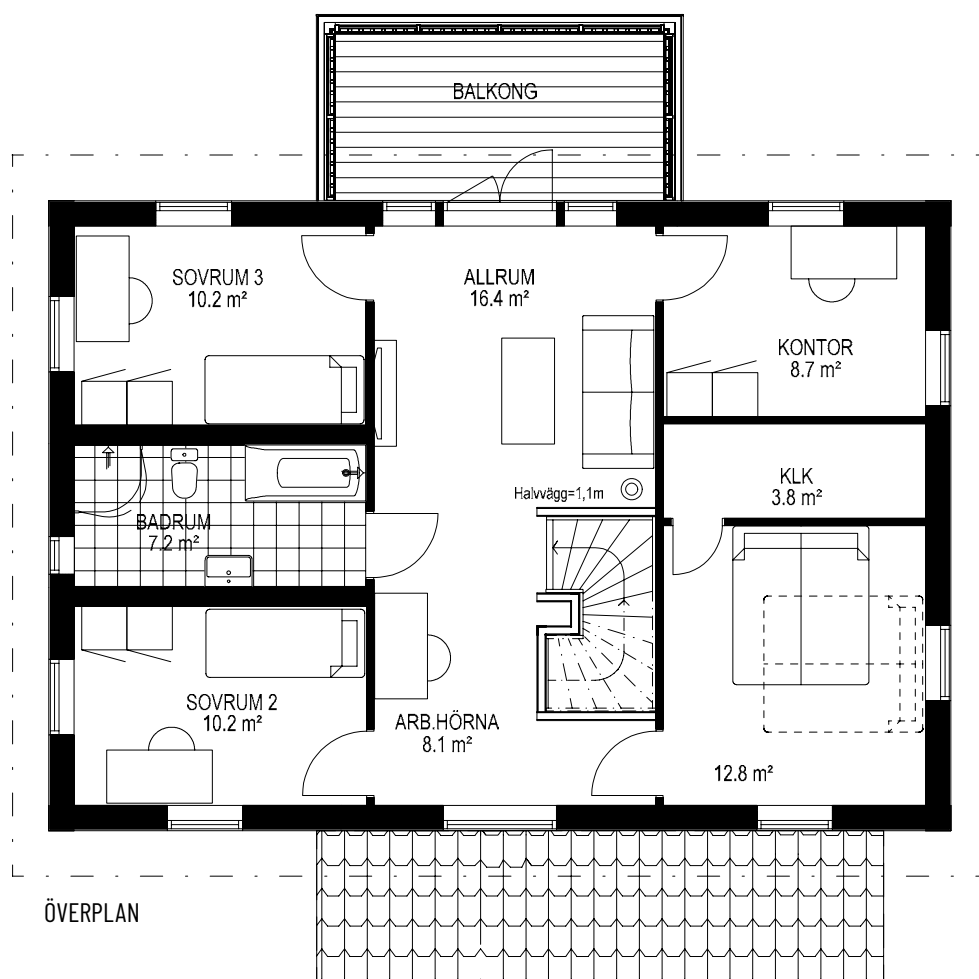 BALKONG
SOVRUM 3
10.2 m²
ALLRUM
16.4 m²
KONTOR
8.7 m²
KLK
3.8 m²
Halvvägg=1,1m
BADRUM
7.2 m²
SOVRUM 2
10.2 m²
ARB.HÖRNA
8.1 m²
12.8 m²
ÖVERPLAN